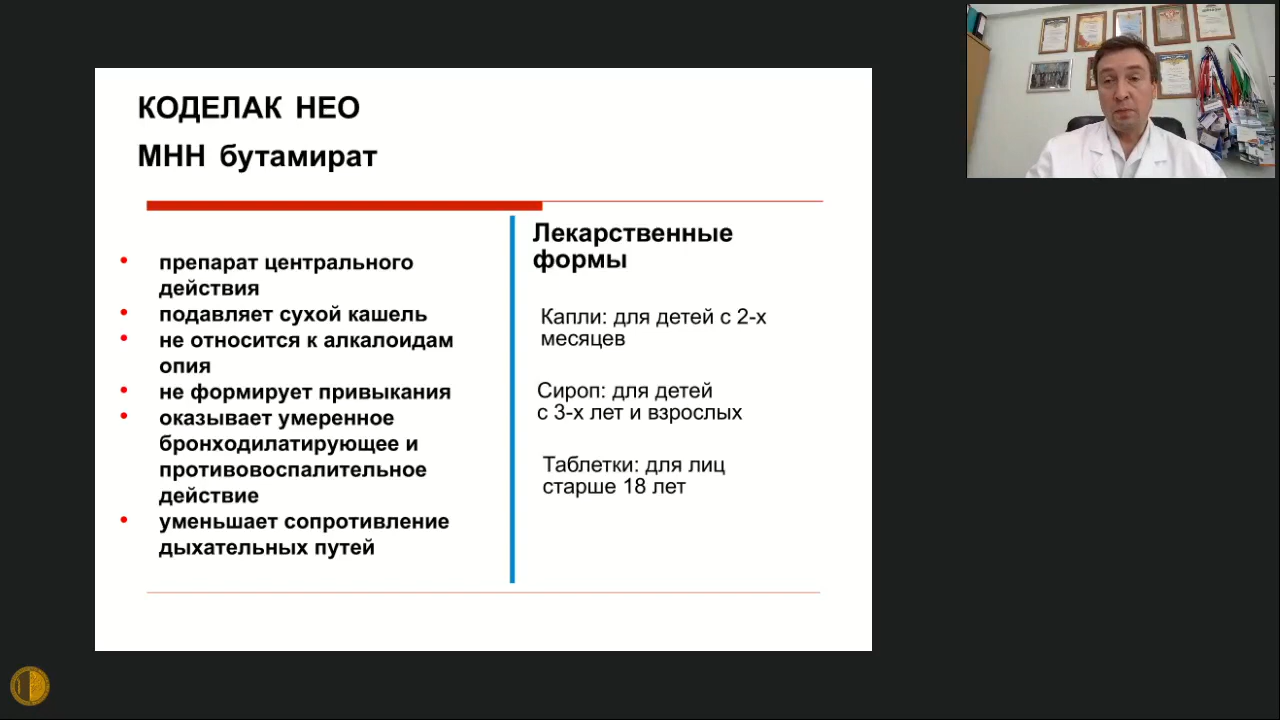 КОДЕЛАК НЕО
МНН бутамират
препарат центрального
действия
подавляет сухой кашель
не относится к алкалоидам
опия
не формирует привыкания
оказывает умеренное
бронходилатирующее и
противовоспалительное
действие
уменьшает сопротивление
дыхательных путей
Лекарственные
формы
Капли: для детей с 2-х
месяцев
Сироп: для детей
с 3-х лет и взрослых
Таблетки: для лиц
старше 18 лет